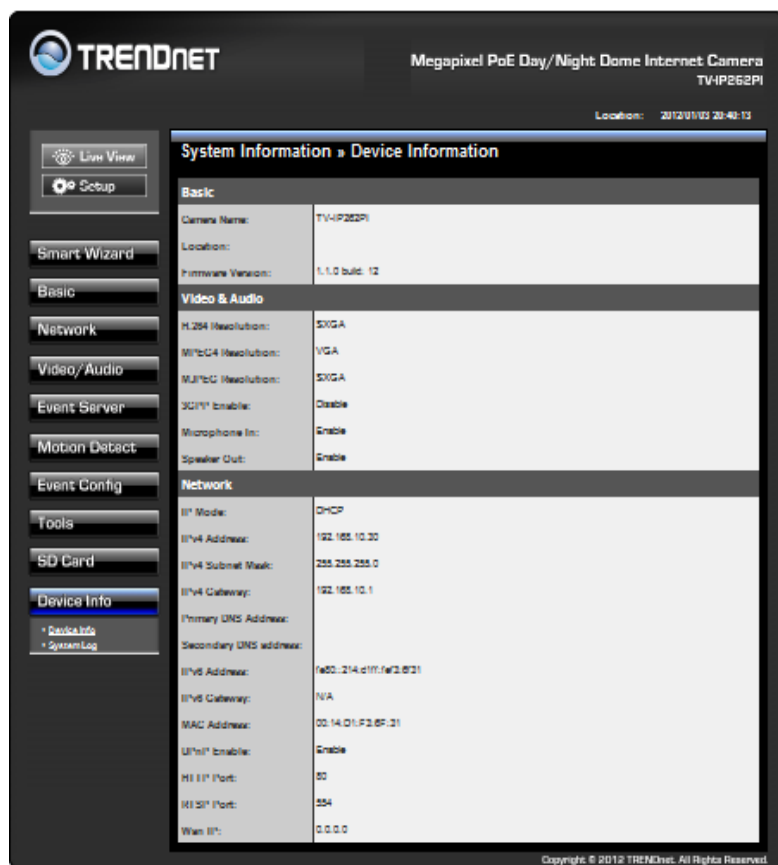 TRENDnet
Megapixel PoE Day/Night Dome Internet Camera
TV-IP262PI
Location: 2012/01/03 20:40:13
Live View
Setup
Smart Wizard
Basic
Network
Video/Audio
Event Server
Motion Detect
Event Config
Tools
SD Card
Device Info
• Device Info
• System Log
System Information » Device Information
Basic
Camera Name: TV-IP262PI
Location:
Firmware Version: 1.1.0 build: 12
Video & Audio
H.264 Resolution: SXGA
MPEG4 Resolution: VGA
MJPEG Resolution: SXGA
3GPP Enable: Disable
Microphone In: Enable
Speaker Out: Enable
Network
IP Mode: DHCP
IPv4 Address: 192.168.10.30
IPv4 Subnet Mask: 255.255.255.0
IPv4 Gateway: 192.168.10.1
Primary DNS Address:
Secondary DNS address:
IPv6 Address: fe80::214:d1ff:fef3:6f31
IPv6 Gateway: N/A
MAC Address: 00:14:D1:F3:6F:31
UPnP Enable: Enable
HTTP Port: 80
RTSP Port: 554
Wan IP: 0.0.0.0
Copyright © 2012 TRENDnet. All Rights Reserved.